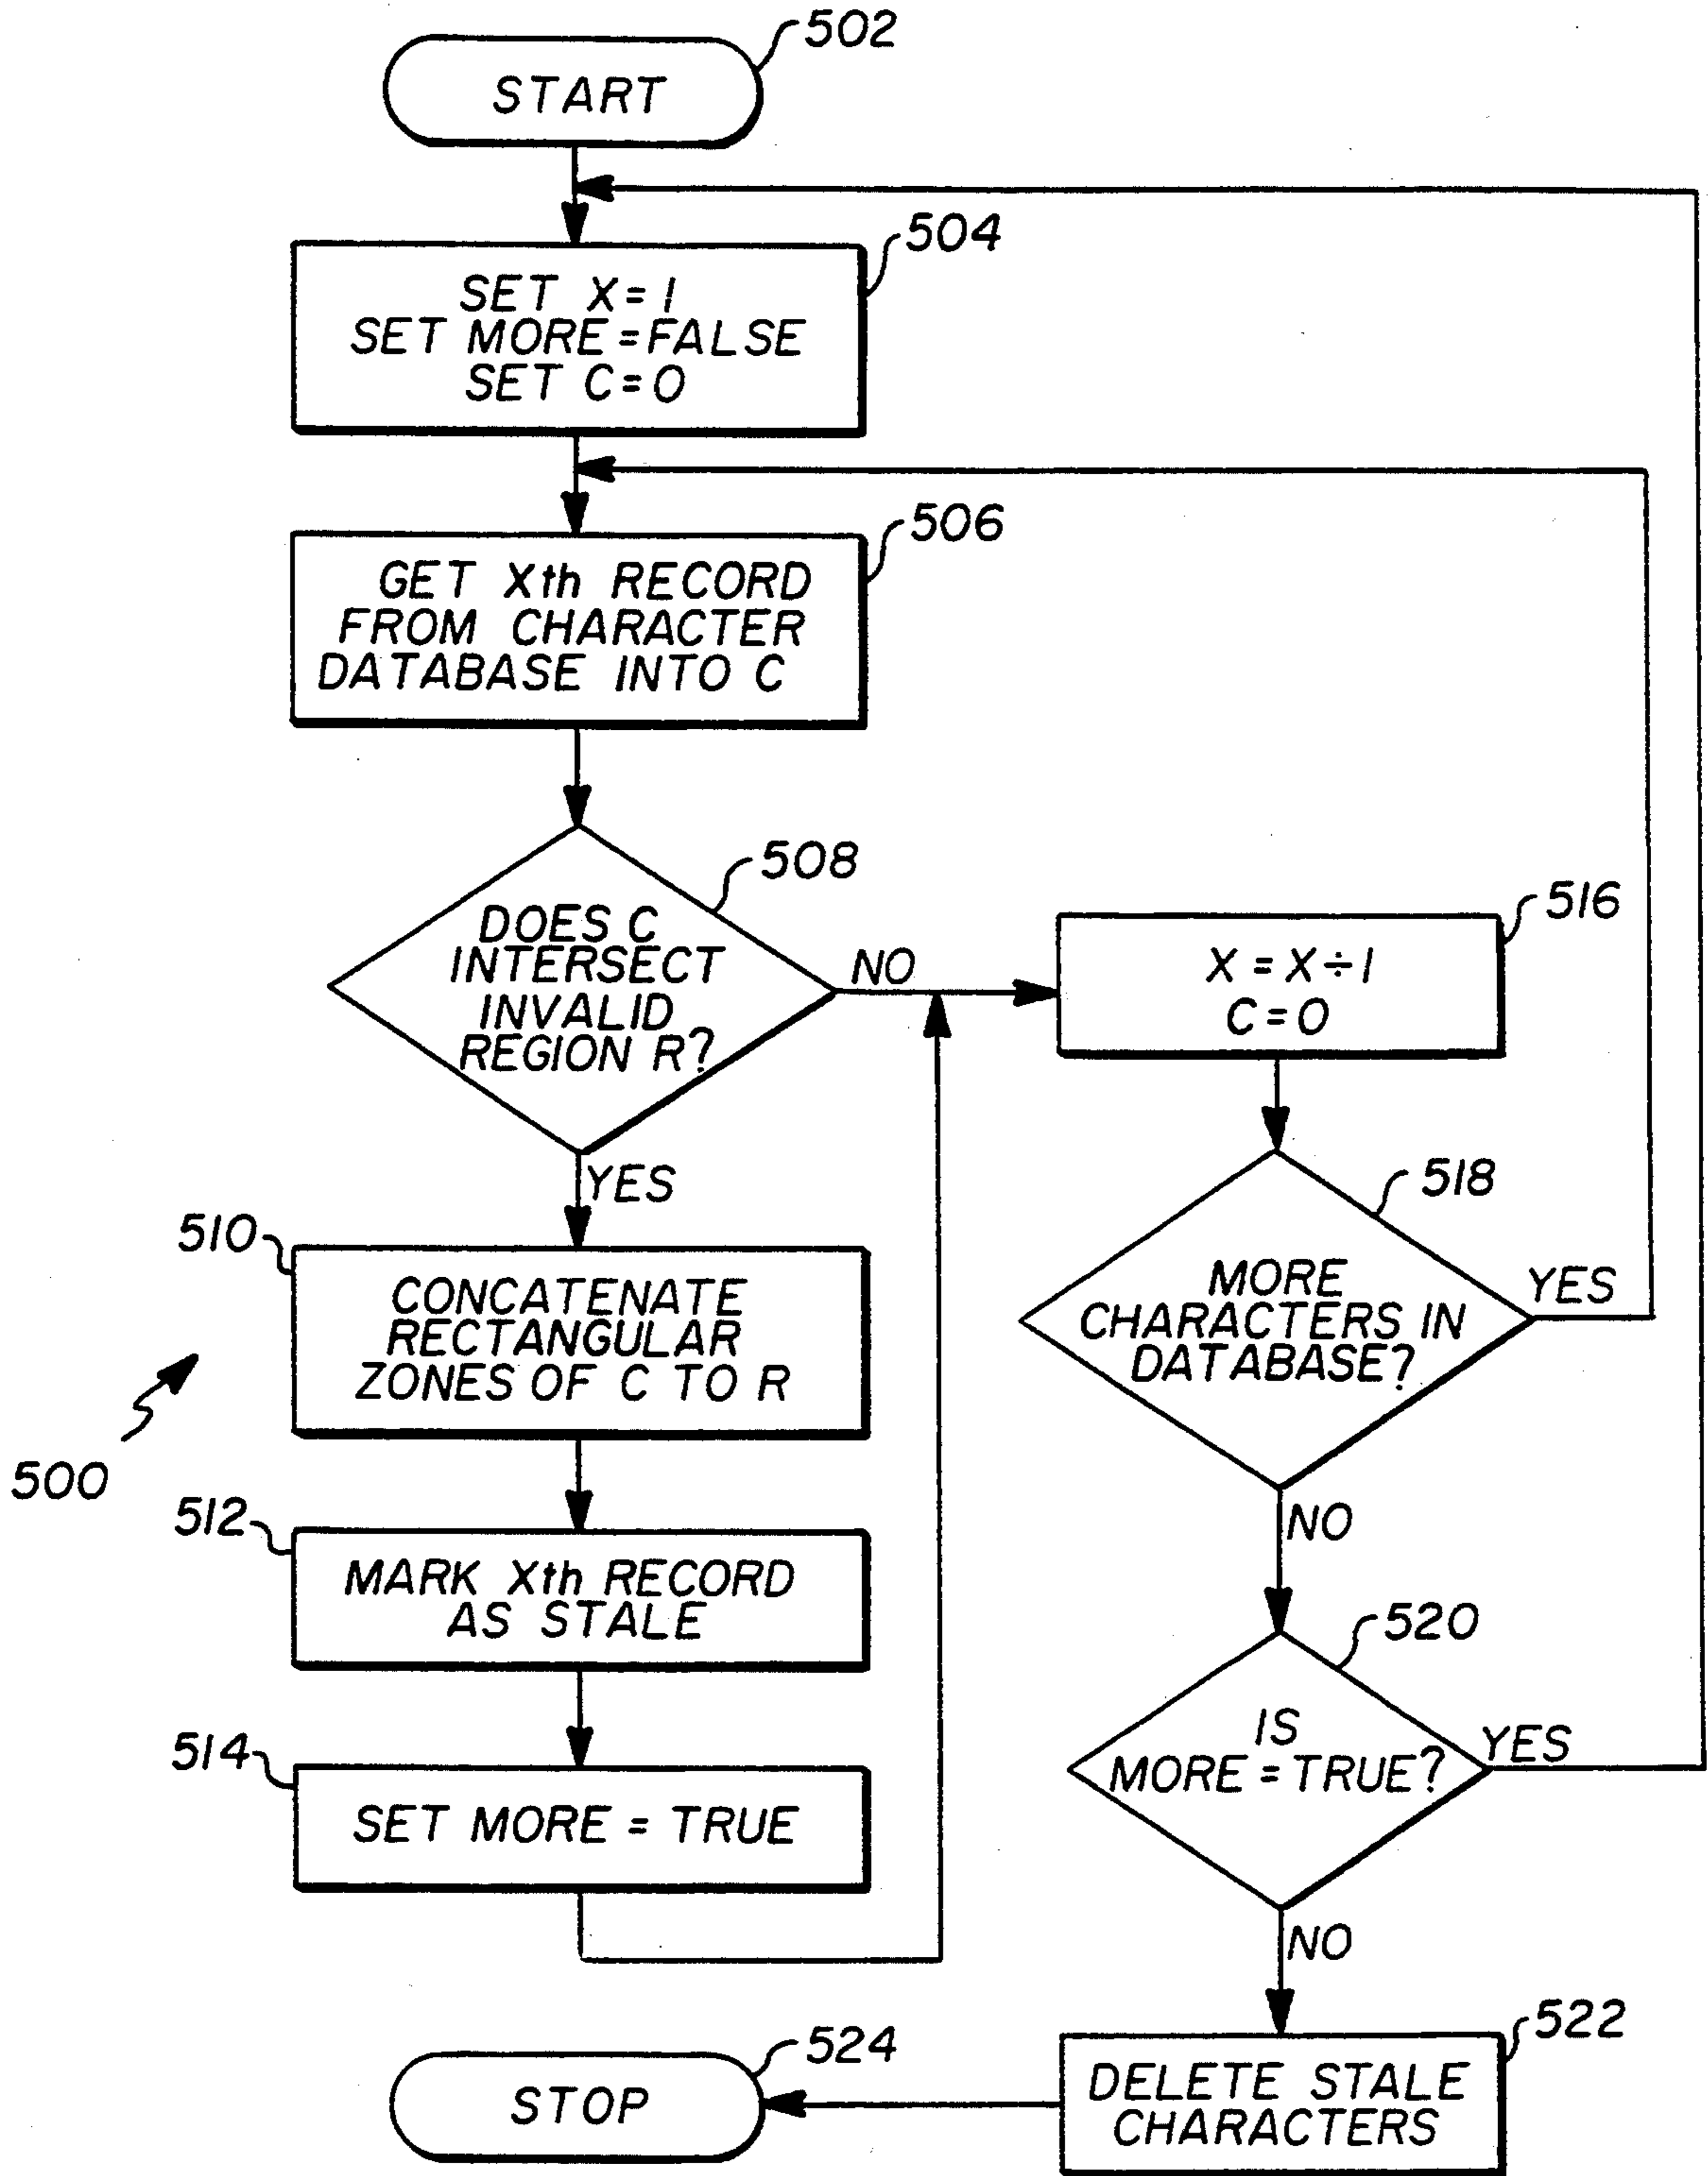 502
START
504
SET X=1
SET MORE=FALSE
SET C=0
506
GET Xth RECORD
FROM CHARACTER
DATABASE INTO C
508
DOES C
INTERSECT
INVALID
REGION R?
NO
YES
510
CONCATENATE
RECTANGULAR
ZONES OF C TO R
500
512
MARK Xth RECORD
AS STALE
514
SET MORE = TRUE
516
X = X÷1
C=0
518
MORE
CHARACTERS IN
DATABASE?
YES
NO
520
IS
MORE = TRUE?
YES
NO
522
DELETE STALE
CHARACTERS
524
STOP